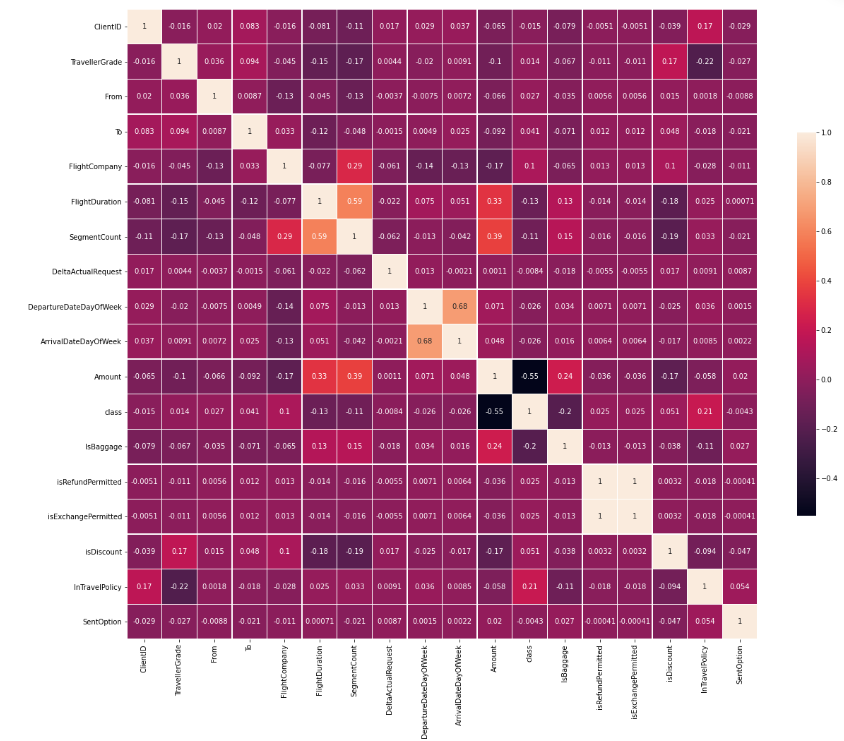 ClientID 1 -0.016 0.02 0.083 -0.016 -0.081 -0.11 0.017 0.029 0.037 -0.065 -0.015 -0.079 -0.0051 -0.0051 -0.039 0.17 -0.029
TravellerGrade -0.016 1 0.036 0.094 -0.045 -0.15 -0.17 0.0044 -0.02 0.0091 -0.1 0.014 -0.067 -0.011 -0.011 0.17 -0.22 -0.027
From 0.02 0.036 1 0.0087 -0.13 -0.045 -0.13 -0.0037 -0.0075 0.0072 -0.066 0.027 -0.035 0.0056 0.0056 0.015 0.0018 -0.0088
1.0
To 0.083 0.094 0.0087 1 0.033 -0.12 -0.048 -0.0015 0.0049 0.025 -0.092 0.041 -0.071 0.012 0.012 0.048 -0.018 -0.021
FlightCompany -0.016 -0.045 -0.13 0.033 1 -0.077 0.29 -0.061 -0.14 -0.13 -0.17 0.1 -0.065 0.013 0.013 0.1 -0.028 -0.011
0.8
FlightDuration -0.081 -0.15 -0.045 -0.12 -0.077 1 0.59 -0.022 0.075 0.051 0.33 -0.13 0.13 -0.014 -0.014 -0.18 0.025 0.00071
0.6
SegmentCount -0.11 -0.17 -0.13 -0.048 0.29 0.59 1 -0.062 -0.013 -0.042 0.39 -0.11 0.15 -0.016 -0.016 -0.19 0.033 -0.021
DeltaActualRequest 0.017 0.0044 -0.0037 -0.0015 -0.061 -0.022 -0.062 1 0.013 -0.0021 0.0011 -0.0084 -0.018 -0.0055 -0.0055 0.017 0.0091 0.0087
0.4
DepartureDateDayOfWeek 0.029 -0.02 -0.0075 0.0049 -0.14 0.075 -0.013 0.013 1 0.68 0.071 -0.026 0.034 0.0071 0.0071 -0.025 0.036 0.0015
0.2
ArrivalDateDayOfWeek 0.037 0.0091 0.0072 0.025 -0.13 0.051 -0.042 -0.0021 0.68 1 0.048 -0.026 0.016 0.0064 0.0064 -0.017 0.0085 0.0022
Amount -0.065 -0.1 -0.066 -0.092 -0.17 0.33 0.39 0.0011 0.071 0.048 1 -0.55 0.24 -0.036 -0.036 -0.17 -0.058 0.02
0.0
class -0.015 0.014 0.027 0.041 0.1 -0.13 -0.11 -0.0084 -0.026 -0.026 -0.55 1 -0.2 0.025 0.025 0.051 0.21 -0.0043
-0.2
IsBaggage -0.079 -0.067 -0.035 -0.071 -0.065 0.13 0.15 -0.018 0.034 0.016 0.24 -0.2 1 -0.013 -0.013 -0.038 -0.11 0.027
-0.4
isRefundPermitted -0.0051 -0.011 0.0056 0.012 0.013 -0.014 -0.016 -0.0055 0.0071 0.0064 -0.036 0.025 -0.013 1 1 0.0032 -0.018 -0.00041
isExchangePermitted -0.0051 -0.011 0.0056 0.012 0.013 -0.014 -0.016 -0.0055 0.0071 0.0064 -0.036 0.025 -0.013 1 1 0.0032 -0.018 -0.00041
isDiscount -0.039 0.17 0.015 0.048 0.1 -0.18 -0.19 0.017 -0.025 -0.017 -0.17 0.051 -0.038 0.0032 0.0032 1 -0.094 -0.047
InTravelPolicy 0.17 -0.22 0.0018 -0.018 -0.028 0.025 0.033 0.0091 0.036 0.0085 -0.058 0.21 -0.11 -0.018 -0.018 -0.094 1 0.054
SentOption -0.029 -0.027 -0.0088 -0.021 -0.011 0.00071 -0.021 0.0087 0.0015 0.0022 0.02 -0.0043 0.027 -0.00041 -0.00041 -0.047 0.054 1
ClientID
TravellerGrade
From
To
FlightCompany
FlightDuration
SegmentCount
DeltaActualRequest
DepartureDateDayOfWeek
ArrivalDateDayOfWeek
Amount
class
IsBaggage
isRefundPermitted
isExchangePermitted
isDiscount
InTravelPolicy
SentOption